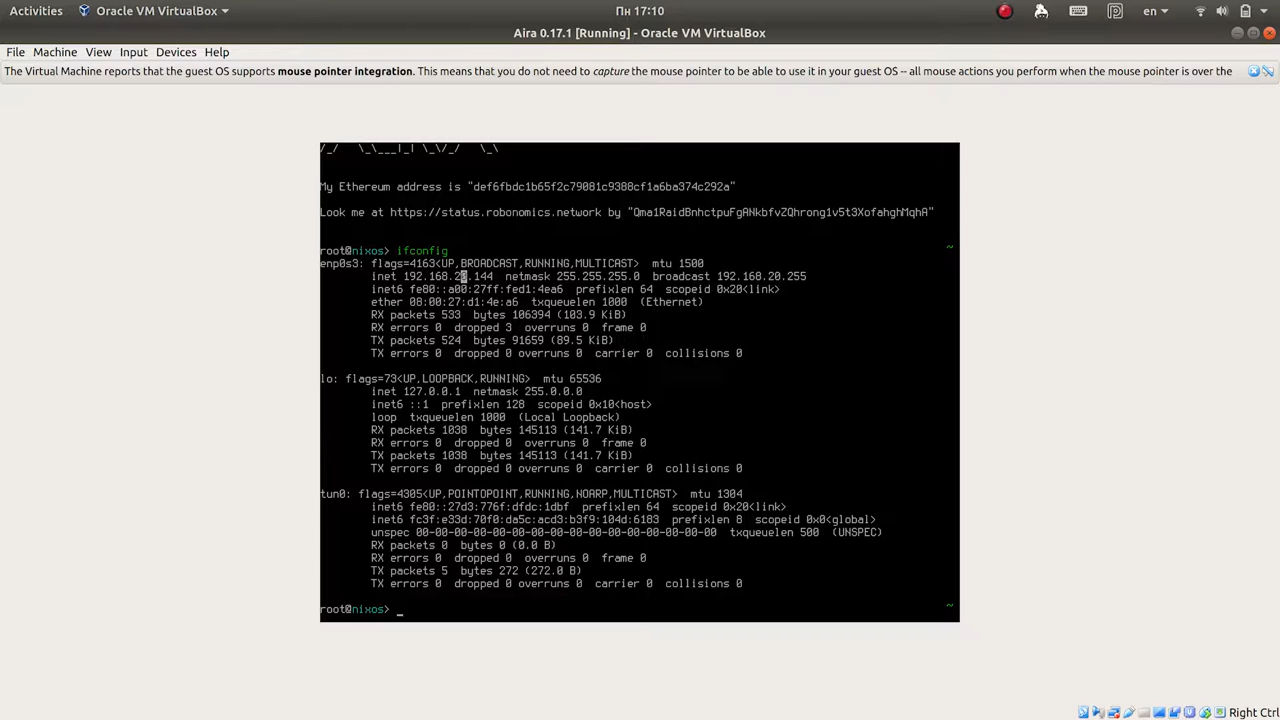 Activities Oracle VM VirtualBox Пн 17:10 en
Aira 0.17.1 [Running] - Oracle VM VirtualBox
File Machine View Input Devices Help
The Virtual Machine reports that the guest OS supports mouse pointer integration. This means that you do not need to capture the mouse pointer to be able to use it in your guest OS -- all mouse actions you perform when the mouse pointer is over the
/_/ \_\___|_| \_\/_/ \_\
My Ethereum address is "def6fbdc1b65f2c79081c9388cf1a6ba374c292a"
Look me at https://status.robonomics.network by "Qma1RaidBnhctpuFgANkbfvZQhrong1v5t3XofahghMqhA"
root@nixos> ifconfig ~
enp0s3: flags=4163<UP,BROADCAST,RUNNING,MULTICAST> mtu 1500
inet 192.168.20.144 netmask 255.255.255.0 broadcast 192.168.20.255
inet6 fe80::a00:27ff:fed1:4ea6 prefixlen 64 scopeid 0x20<link>
ether 08:00:27:d1:4e:a6 txqueuelen 1000 (Ethernet)
RX packets 533 bytes 106394 (103.9 KiB)
RX errors 0 dropped 3 overruns 0 frame 0
TX packets 524 bytes 91659 (89.5 KiB)
TX errors 0 dropped 0 overruns 0 carrier 0 collisions 0
lo: flags=73<UP,LOOPBACK,RUNNING> mtu 65536
inet 127.0.0.1 netmask 255.0.0.0
inet6 ::1 prefixlen 128 scopeid 0x10<host>
loop txqueuelen 1000 (Local Loopback)
RX packets 1038 bytes 145113 (141.7 KiB)
RX errors 0 dropped 0 overruns 0 frame 0
TX packets 1038 bytes 145113 (141.7 KiB)
TX errors 0 dropped 0 overruns 0 carrier 0 collisions 0
tun0: flags=4305<UP,POINTOPOINT,RUNNING,NOARP,MULTICAST> mtu 1304
inet6 fe80::27d3:776f:dfdc:1dbf prefixlen 64 scopeid 0x20<link>
inet6 fc3f:e33d:70f0:da5c:acd3:b3f9:104d:6183 prefixlen 8 scopeid 0x0<global>
unspec 00-00-00-00-00-00-00-00-00-00-00-00-00-00-00-00 txqueuelen 500 (UNSPEC)
RX packets 0 bytes 0 (0.0 B)
RX errors 0 dropped 0 overruns 0 frame 0
TX packets 5 bytes 272 (272.0 B)
TX errors 0 dropped 0 overruns 0 carrier 0 collisions 0
root@nixos> _ ~
Right Ctrl